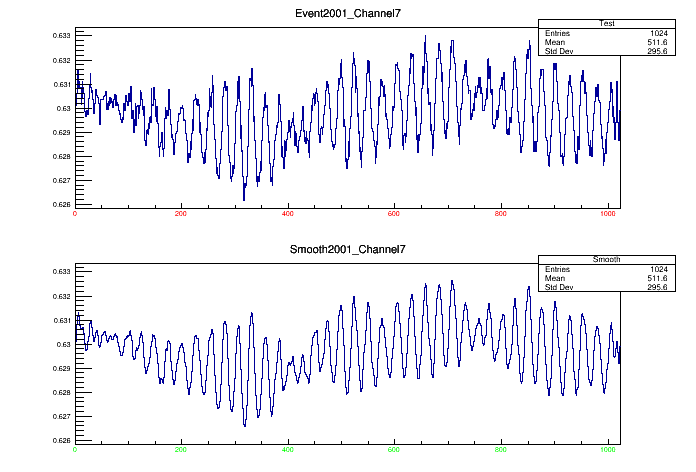 Event2001_Channel7
Test
Entries 1024
Mean 511.6
Std Dev 295.6
0.633
0.632
0.631
0.63
0.629
0.628
0.627
0.626
0 200 400 600 800 1000
Smooth2001_Channel7
Smooth
Entries 1024
Mean 511.6
Std Dev 295.6
0.633
0.632
0.631
0.63
0.629
0.628
0.627
0.626
0 200 400 600 800 1000